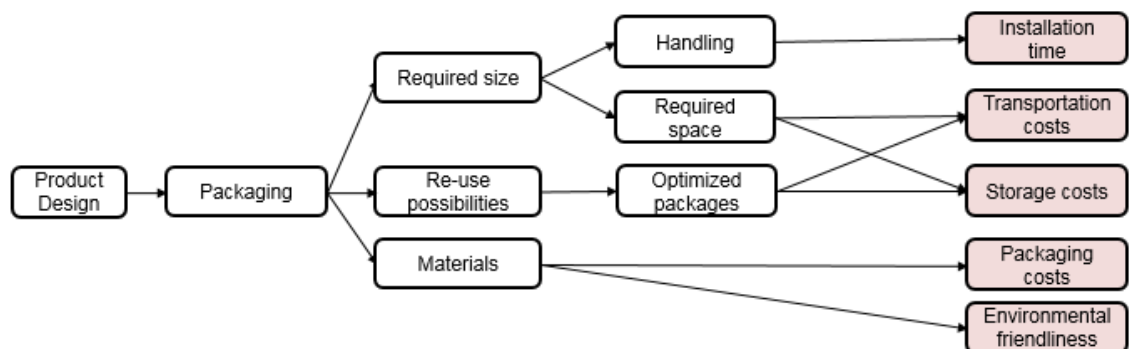 Product
Design
Packaging
Required size
Re-use
possibilities
Materials
Handling
Required
space
Optimized
packages
Installation
time
Transportation
costs
Storage costs
Packaging
costs
Environmental
friendliness